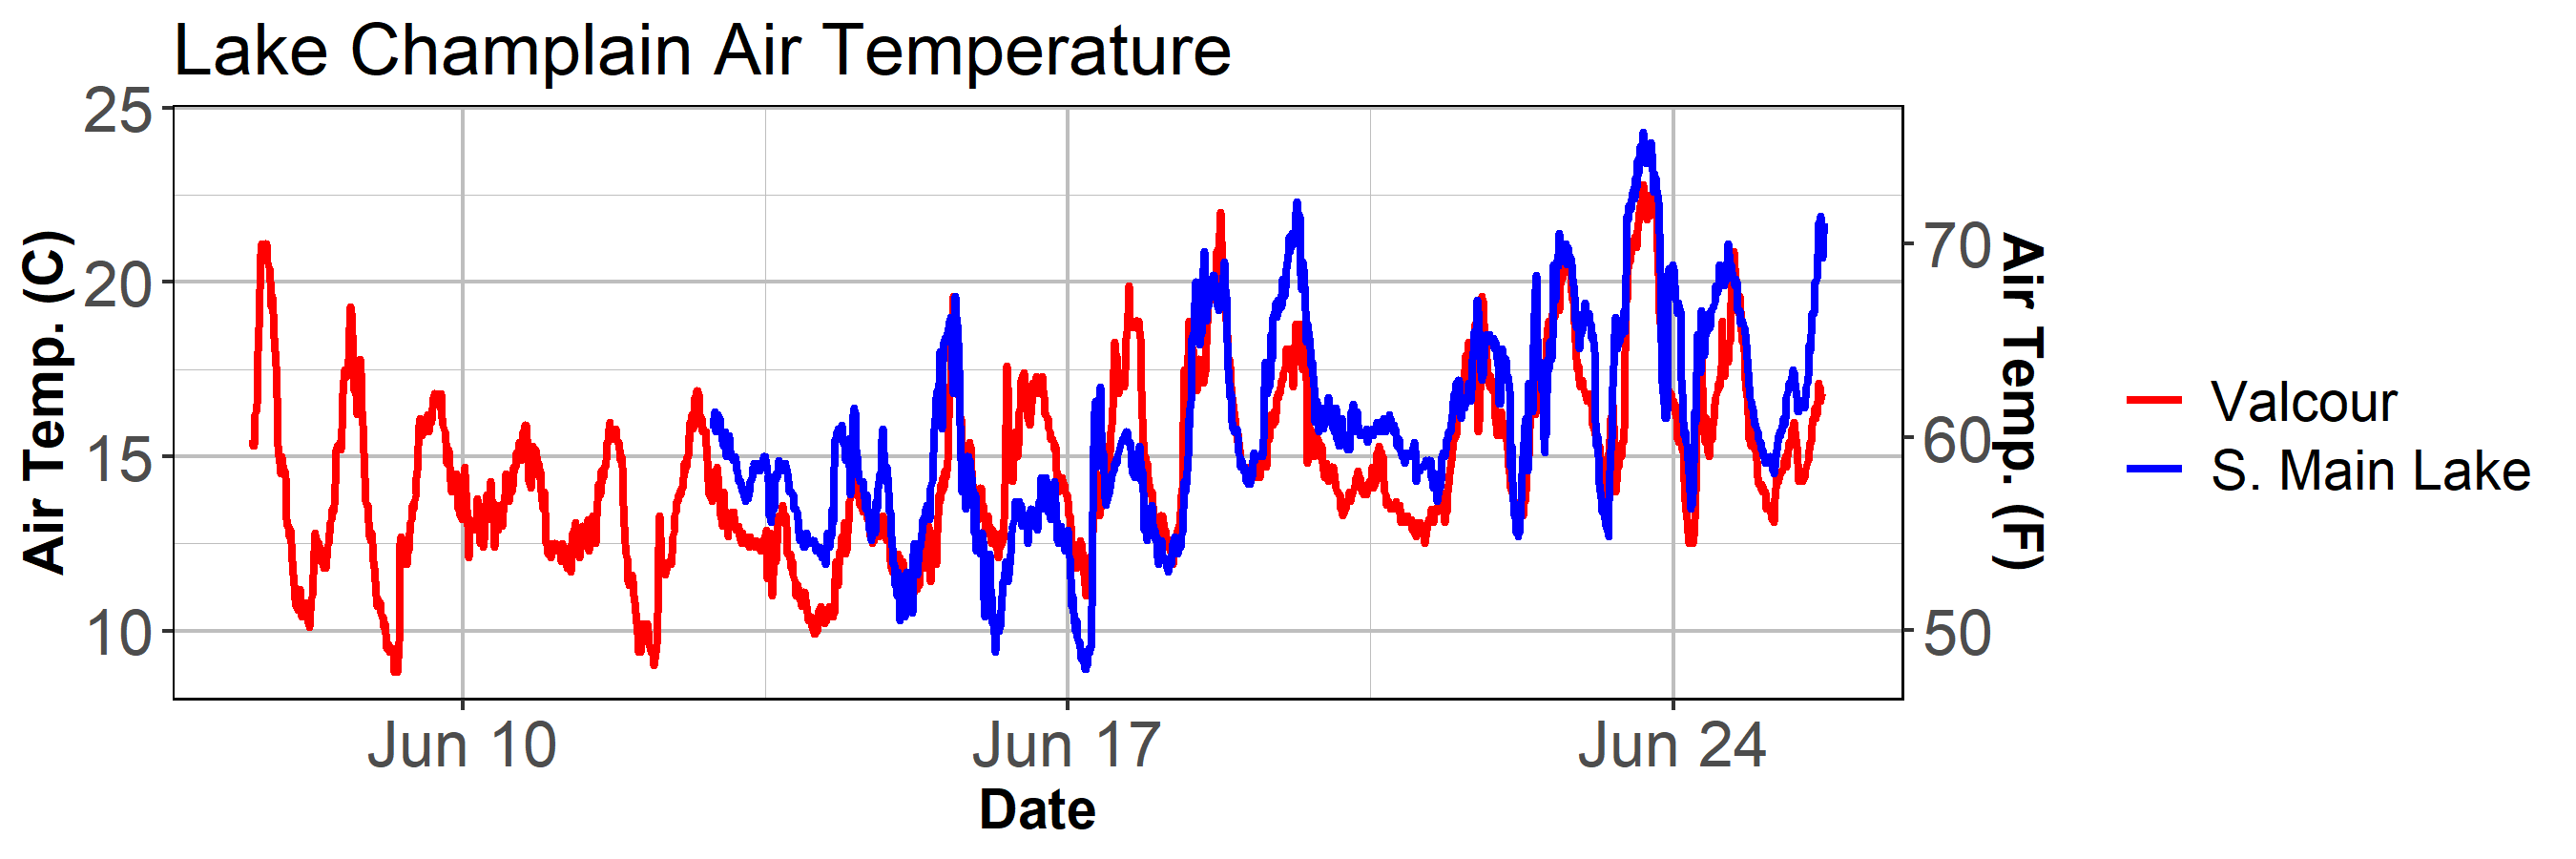 Lake Champlain Air Temperature
25
20
15
10
Air Temp. (C)
70
60
50
Air Temp. (F)
Jun 10
Jun 17
Jun 24
Date
Valcour
S. Main Lake